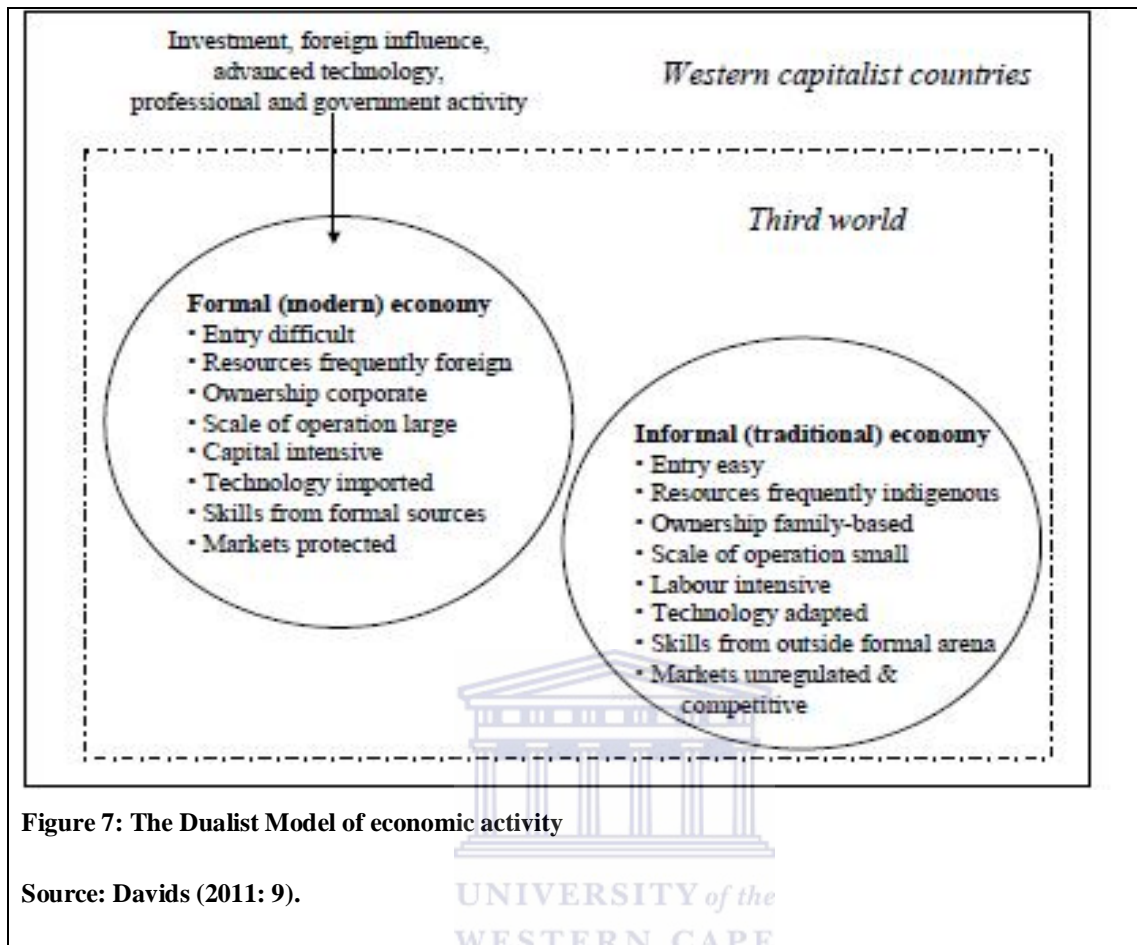 Investment, foreign influence,
advanced technology,
professional and government activity
Western capitalist countries
Third world
Formal (modern) economy
• Entry difficult
• Resources frequently foreign
• Ownership corporate
• Scale of operation large
• Capital intensive
• Technology imported
• Skills from formal sources
• Markets protected
Informal (traditional) economy
• Entry easy
• Resources frequently indigenous
• Ownership family-based
• Scale of operation small
• Labour intensive
• Technology adapted
• Skills from outside formal arena
• Markets unregulated &
competitive
Figure 7: The Dualist Model of economic activity
Source: Davids (2011: 9).
UNIVERSITY of the
WESTERN CAPE